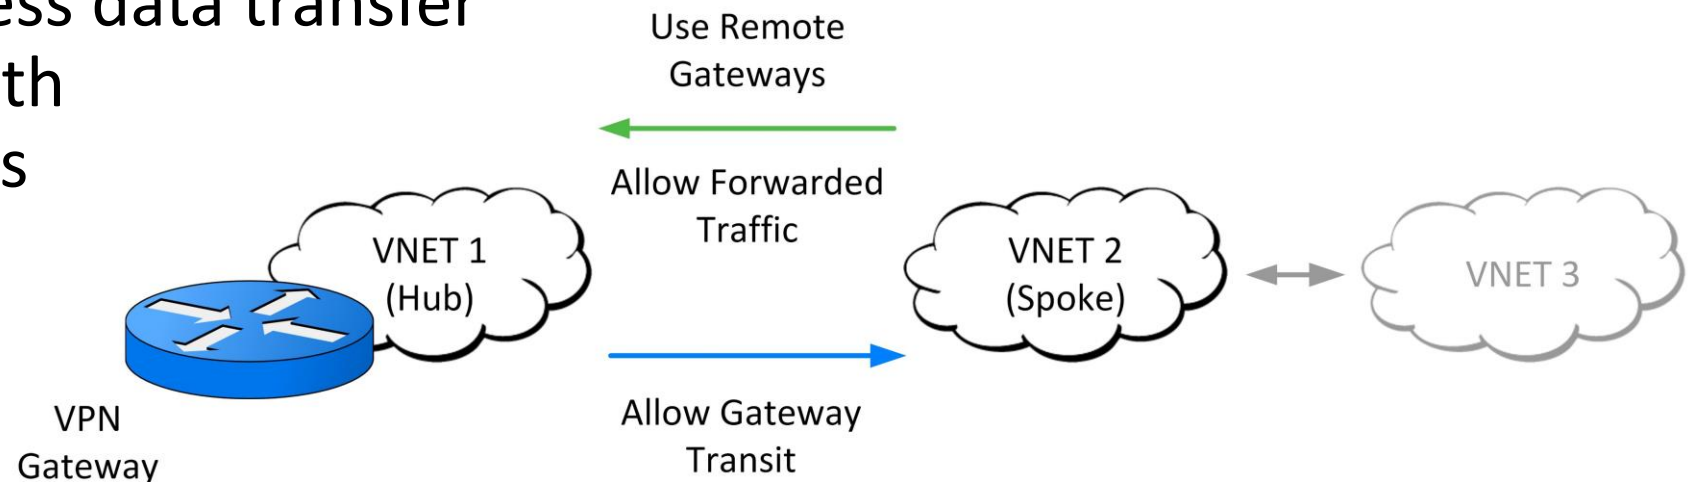 ess data transfer
th
s
Use Remote
Gateways
Allow Forwarded
Traffic
VNET 1
(Hub)
VNET 2
(Spoke)
VNET 3
VPN
Gateway
Allow Gateway
Transit